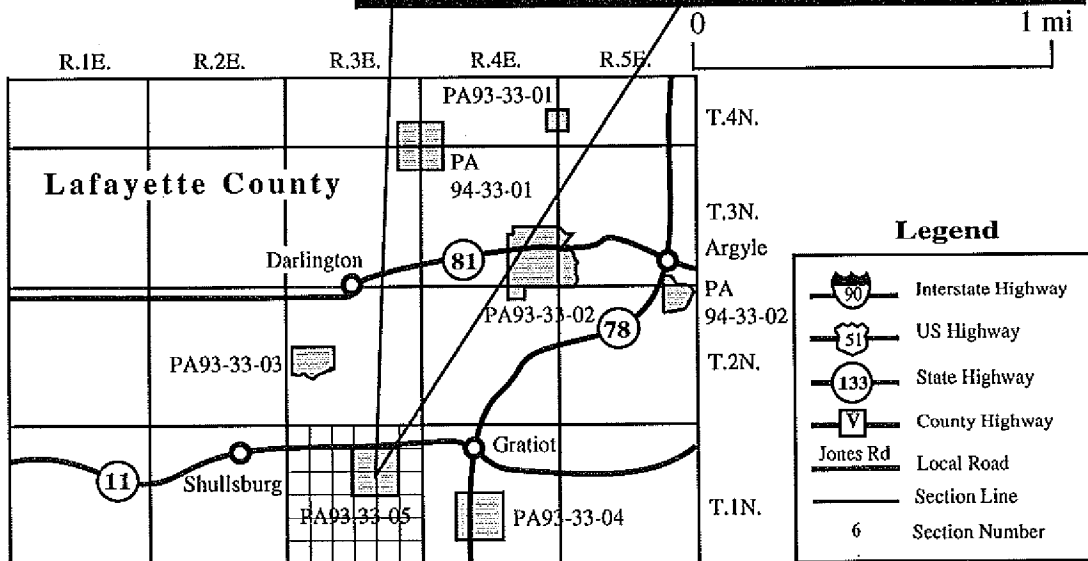 0 1 mi
R.1E. R.2E. R.3E. R.4E. R.5E.
PA93-33-01
T.4N.
PA
94-33-01
Lafayette County
T.3N.
Legend
Argyle
Darlington
81
PA
94-33-02
PA93-33-02
78
PA93-33-03
T.2N.
Gratiot
Shullsburg
11
PA93-33-05
PA93-33-04
T.1N.
90 Interstate Highway
51 US Highway
133 State Highway
V County Highway
Jones Rd Local Road
Section Line
6 Section Number